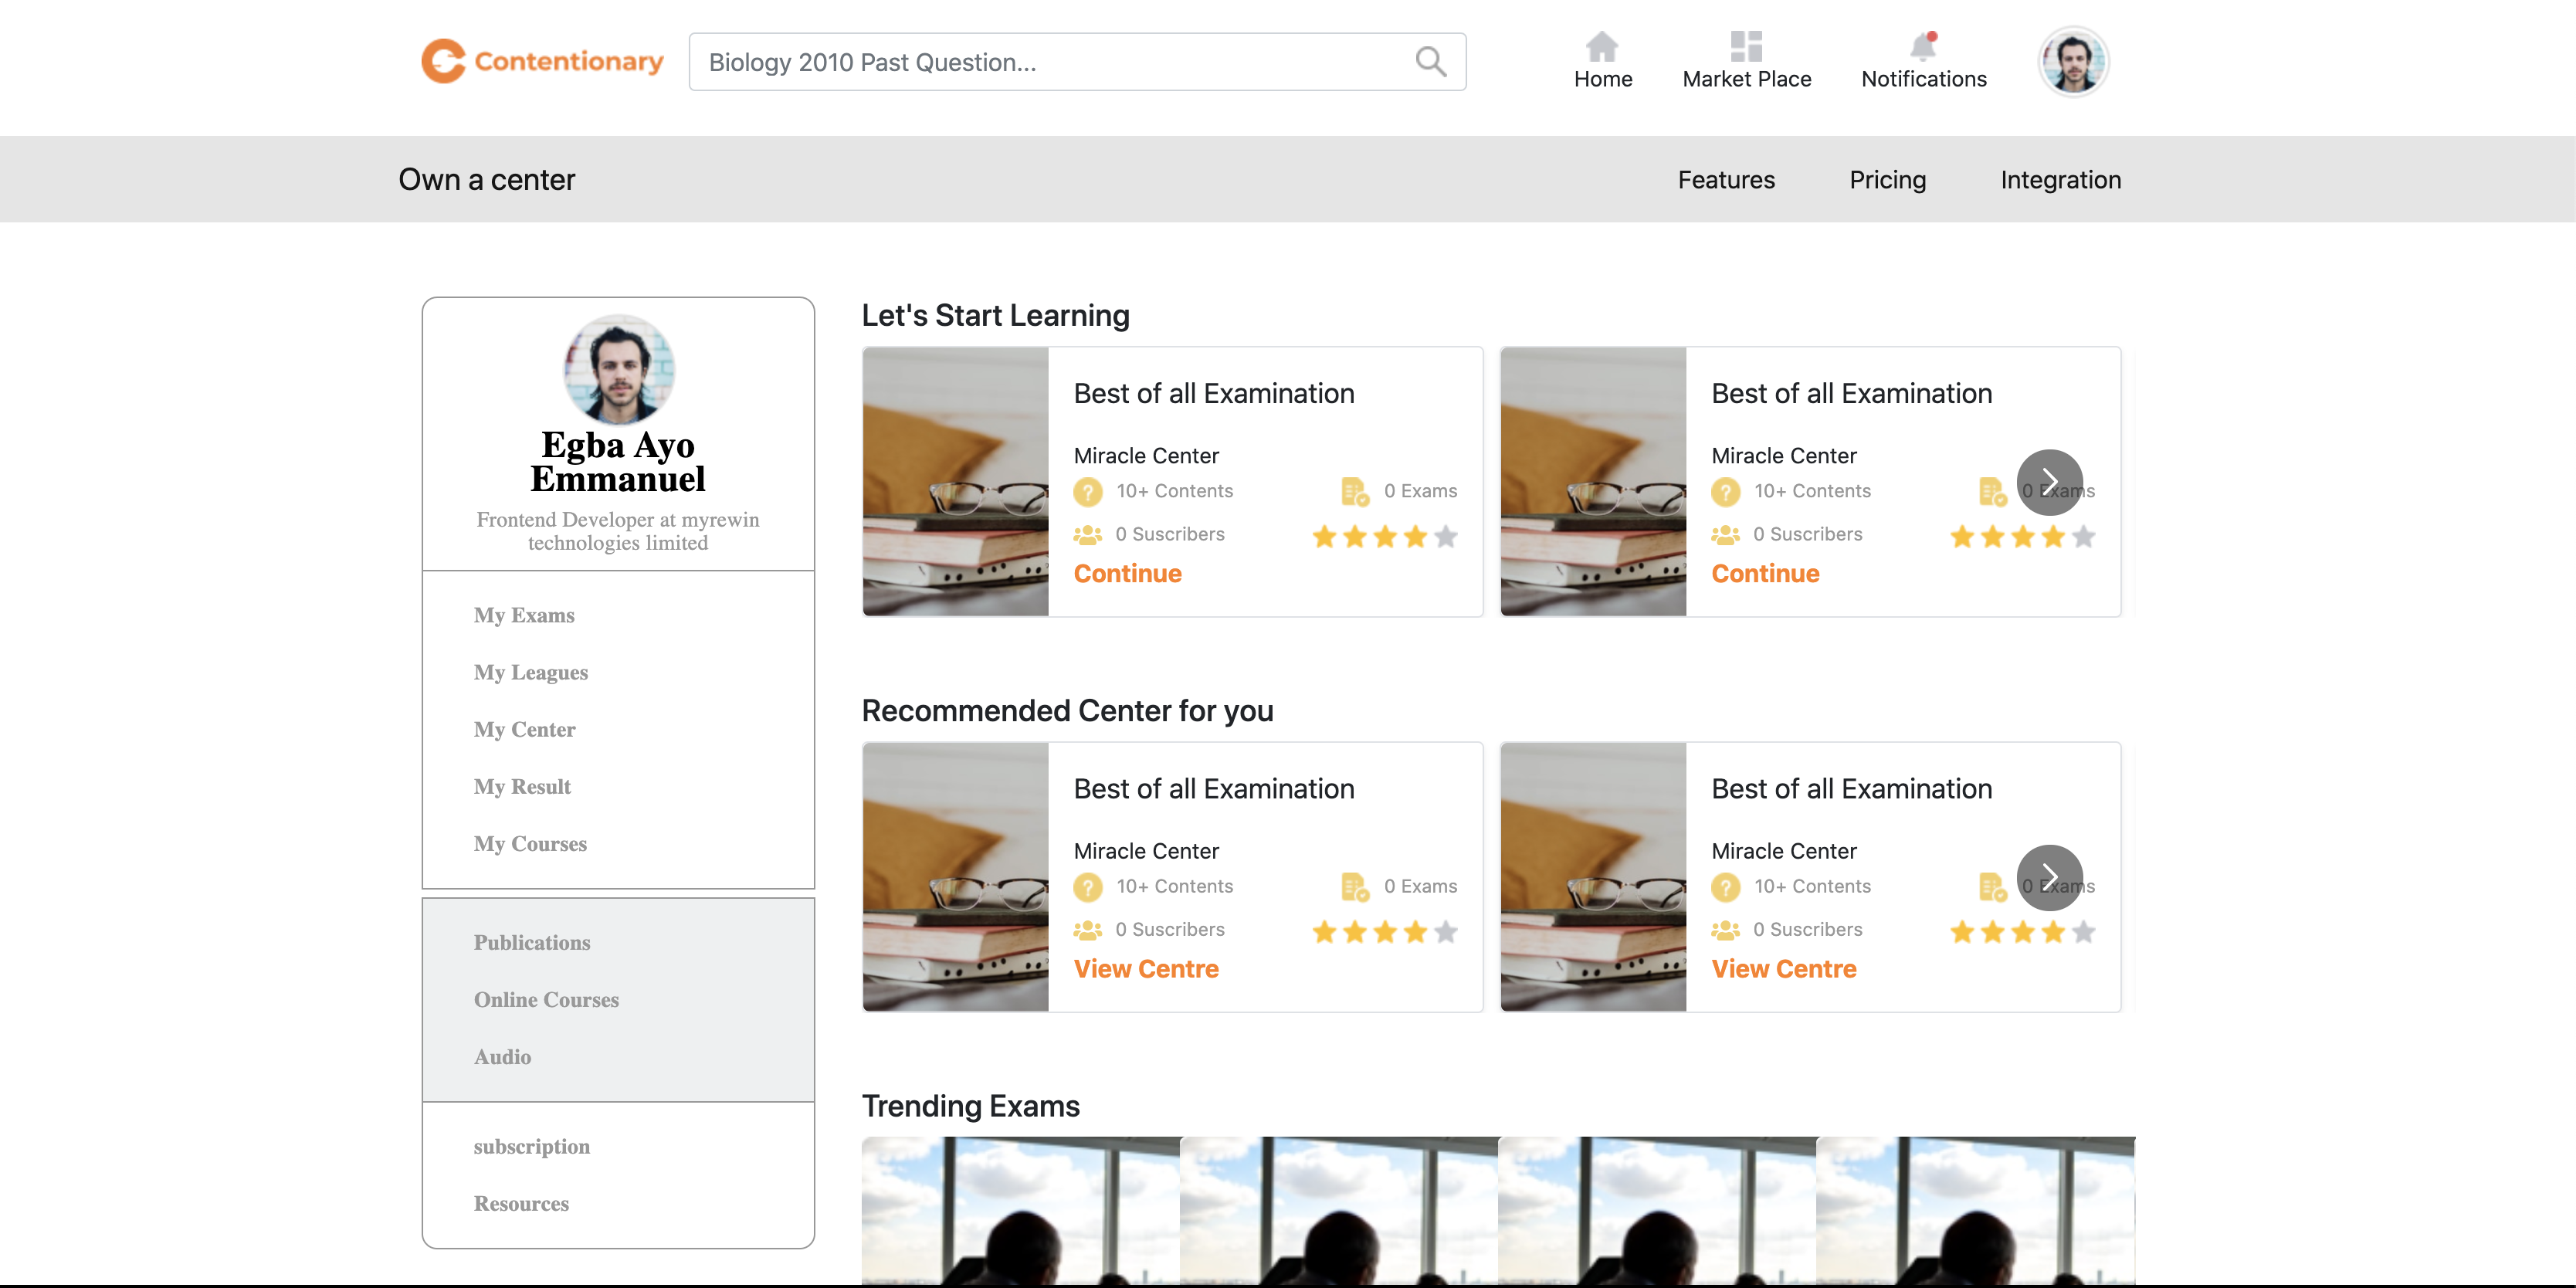 Contentionary
Biology 2010 Past Question...
Home
Market Place
Notifications
Own a center
Features
Pricing
Integration
Egba Ayo
Emmanuel
Frontend Developer at myrewin
technologies limited
My Exams
My Leagues
My Center
My Result
My Courses
Publications
Online Courses
Audio
subscription
Resources
Let's Start Learning
Best of all Examination
Miracle Center
10+ Contents
0 Exams
0 Suscribers
Continue
Best of all Examination
Miracle Center
10+ Contents
0 Exams
0 Suscribers
Continue
Recommended Center for you
Best of all Examination
Miracle Center
10+ Contents
0 Exams
0 Suscribers
View Centre
Best of all Examination
Miracle Center
10+ Contents
0 Exams
0 Suscribers
View Centre
Trending Exams